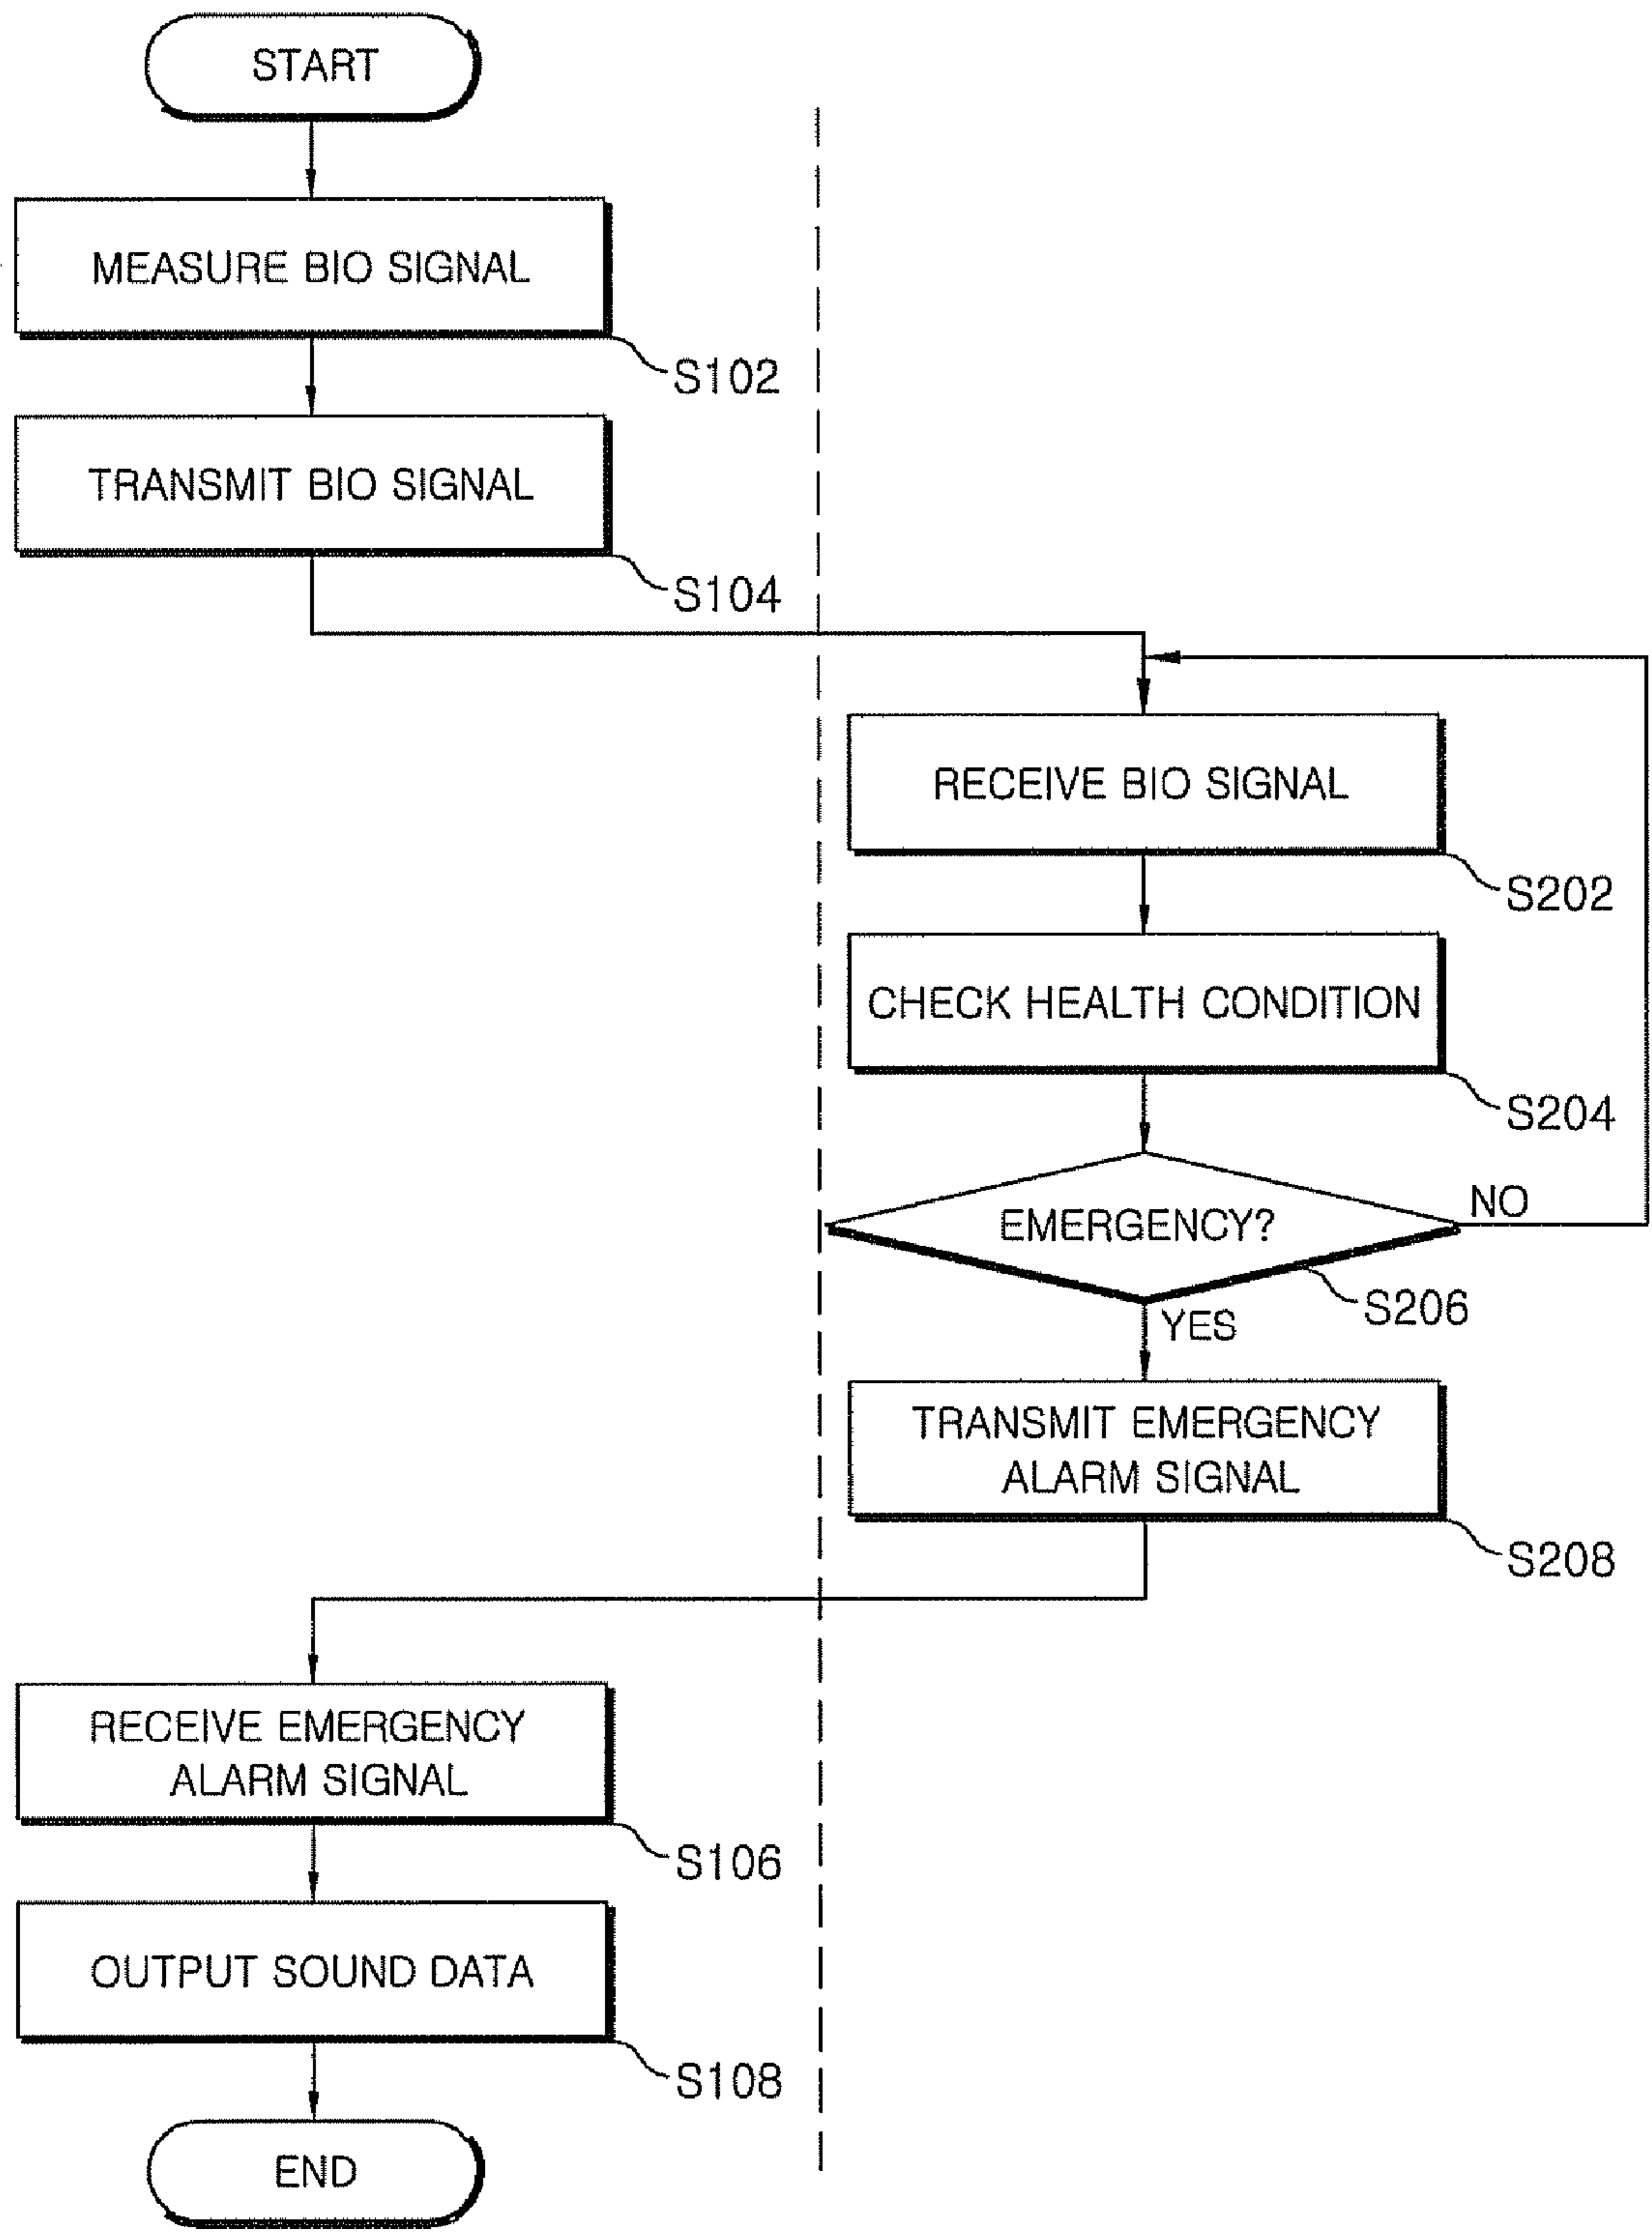 START
MEASURE BIO SIGNAL
S102
TRANSMIT BIO SIGNAL
S104
RECEIVE BIO SIGNAL
S202
CHECK HEALTH CONDITION
S204
EMERGENCY?
NO
S206
YES
TRANSMIT EMERGENCY
ALARM SIGNAL
S208
RECEIVE EMERGENCY
ALARM SIGNAL
S106
OUTPUT SOUND DATA
S108
END